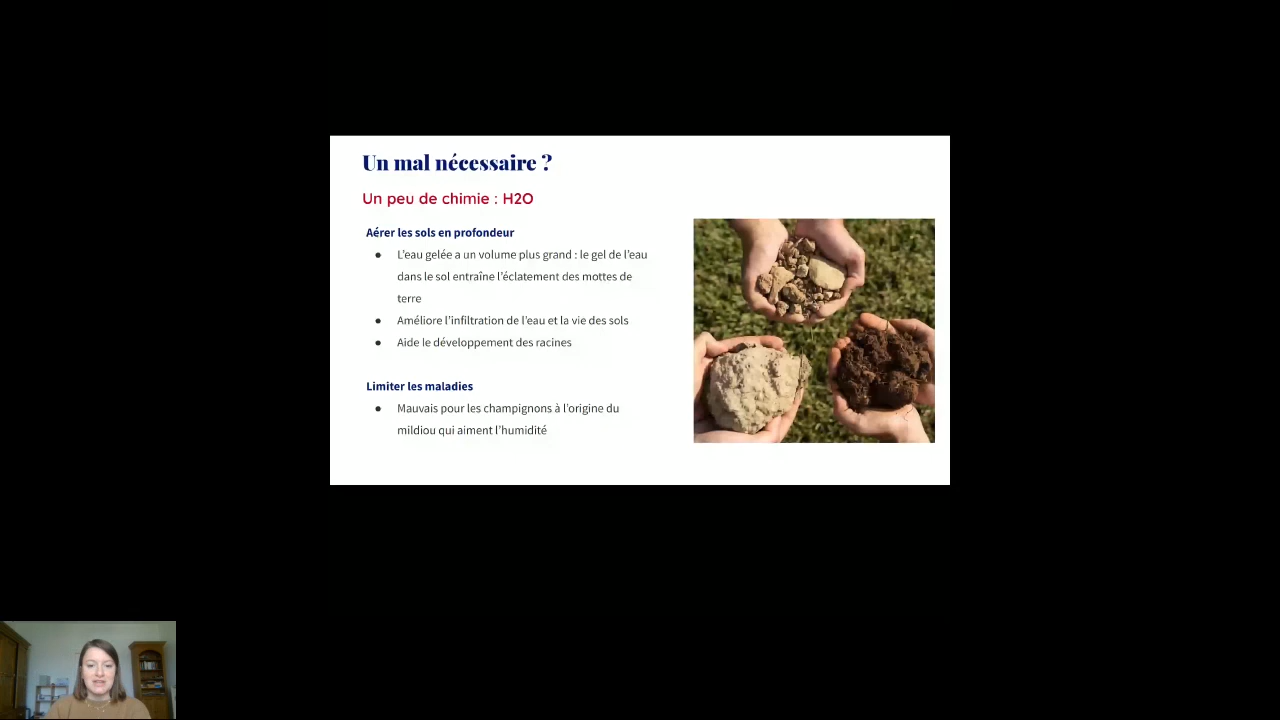 Un mal nécessaire ?
Un peu de chimie : H2O
Aérer les sols en profondeur
● L'eau gelée a un volume plus grand : le gel de l'eau
dans le sol entraîne l'éclatement des mottes de
terre
● Améliore l'infiltration de l'eau et la vie des sols
● Aide le développement des racines
Limiter les maladies
● Mauvais pour les champignons à l'origine du
mildiou qui aiment l'humidité